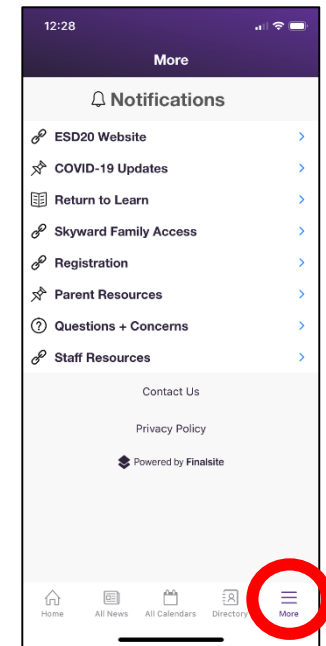 12:28
More
Notifications
ESD20 Website
COVID-19 Updates
Return to Learn
Skyward Family Access
Registration
Parent Resources
Questions + Concerns
Staff Resources
Contact Us
Privacy Policy
Powered by Finalsite
Home All News All Calendars Directory More